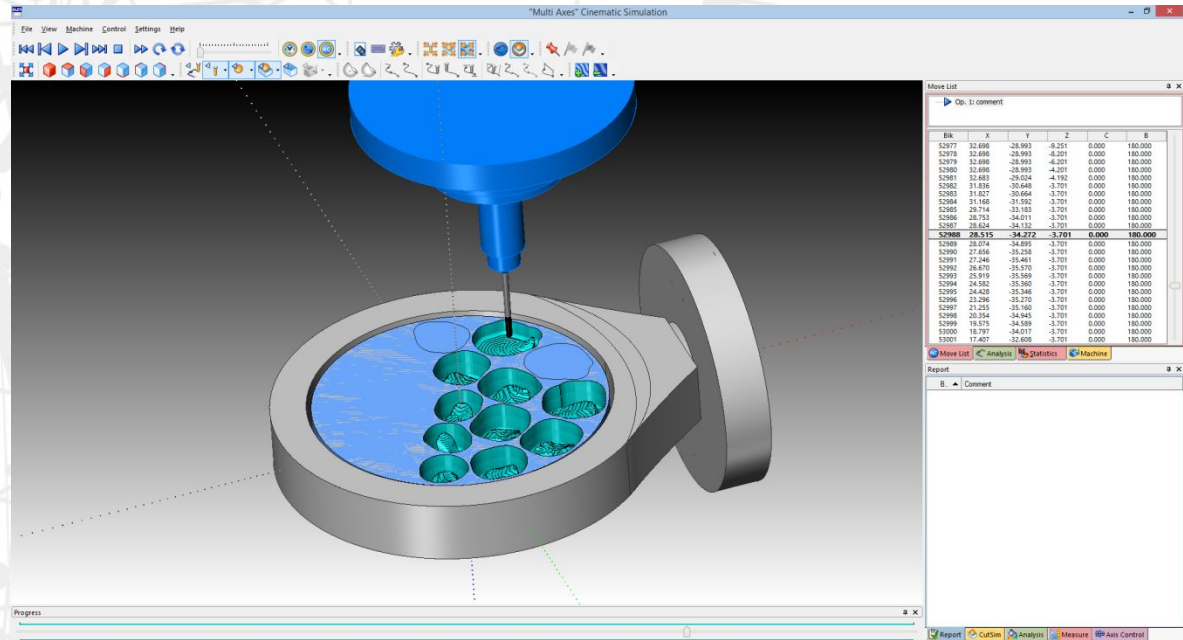 "Multi Axes" Cinematic Simulation
File View Machine Control Settings Help
Move List
Op. 1: comment
Blk X Y Z C B
52977 32.698 -28.993 -9.251 0.000 180.000
52978 32.698 -28.993 -8.201 0.000 180.000
52979 32.698 -28.993 -6.201 0.000 180.000
52980 32.698 -28.993 -4.201 0.000 180.000
52981 32.683 -29.024 -4.192 0.000 180.000
52982 31.836 -30.648 -3.701 0.000 180.000
52983 31.827 -30.664 -3.701 0.000 180.000
52984 31.168 -31.592 -3.701 0.000 180.000
52985 29.714 -33.183 -3.701 0.000 180.000
52986 28.753 -34.011 -3.701 0.000 180.000
52987 28.624 -34.132 -3.701 0.000 180.000
52988 28.515 -34.272 -3.701 0.000 180.000
52989 28.074 -34.895 -3.701 0.000 180.000
52990 27.656 -35.258 -3.701 0.000 180.000
52991 27.246 -35.461 -3.701 0.000 180.000
52992 26.670 -35.570 -3.701 0.000 180.000
52993 25.919 -35.569 -3.701 0.000 180.000
52994 24.582 -35.360 -3.701 0.000 180.000
52995 24.428 -35.346 -3.701 0.000 180.000
52996 23.296 -35.270 -3.701 0.000 180.000
52997 21.255 -35.160 -3.701 0.000 180.000
52998 20.354 -34.945 -3.701 0.000 180.000
52999 19.575 -34.589 -3.701 0.000 180.000
53000 18.797 -34.017 -3.701 0.000 180.000
53001 17.407 -32.608 -3.701 0.000 180.000
Move List Analysis Statistics Machine
Report
B.. Comment
Progress
Report CutSim Analysis Measure Axis Control